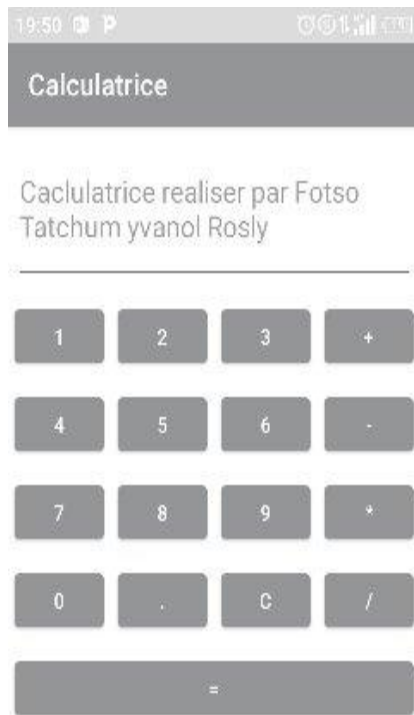 19:50
Calculatrice
Caclulatrice realiser par Fotso
Tatchum yvanol Rosly
1 2 3 +
4 5 6 -
7 8 9 *
0 . C /
=